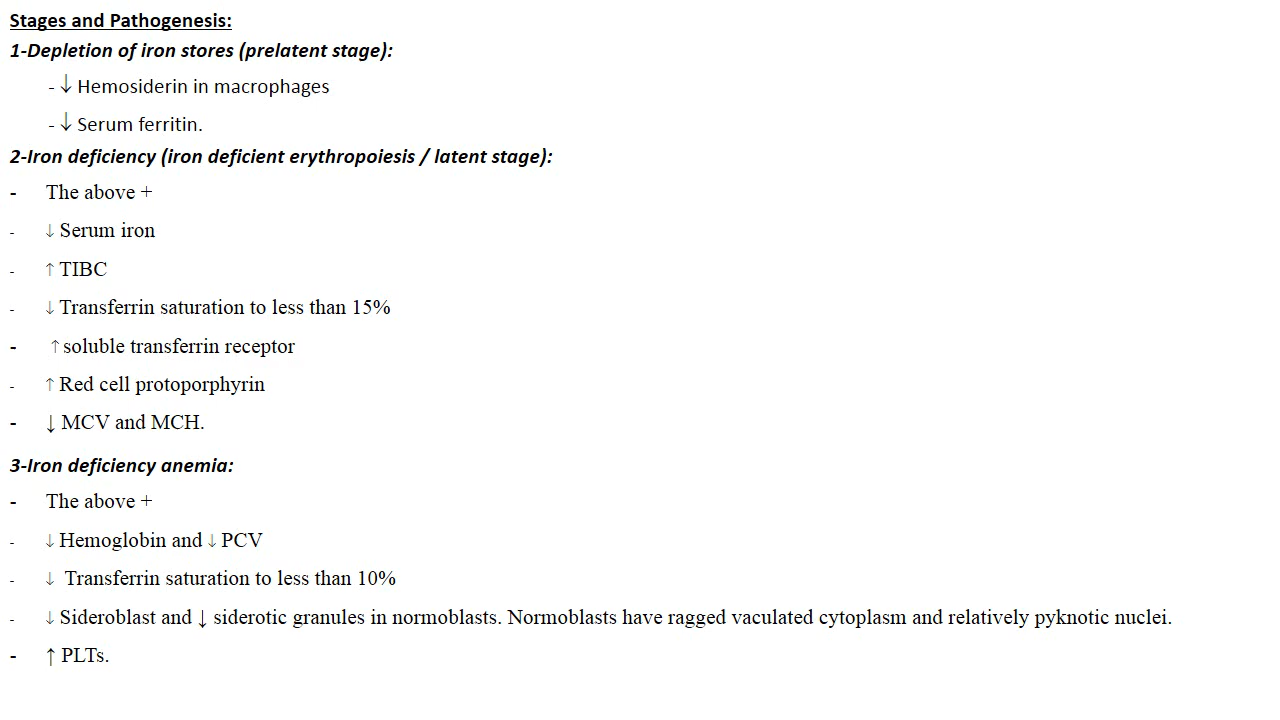 Stages and Pathogenesis:
1-Depletion of iron stores (prelatent stage):
- ↓ Hemosiderin in macrophages
- ↓ Serum ferritin.
2-Iron deficiency (iron deficient erythropoiesis / latent stage):
- The above +
- ↓ Serum iron
- ↑ TIBC
- ↓ Transferrin saturation to less than 15%
- ↑ soluble transferrin receptor
- ↑ Red cell protoporphyrin
- ↓ MCV and MCH.
3-Iron deficiency anemia:
- The above +
- ↓ Hemoglobin and ↓ PCV
- ↓ Transferrin saturation to less than 10%
- ↓ Sideroblast and ↓ siderotic granules in normoblasts. Normoblasts have ragged vaculated cytoplasm and relatively pyknotic nuclei.
- ↑ PLTs.